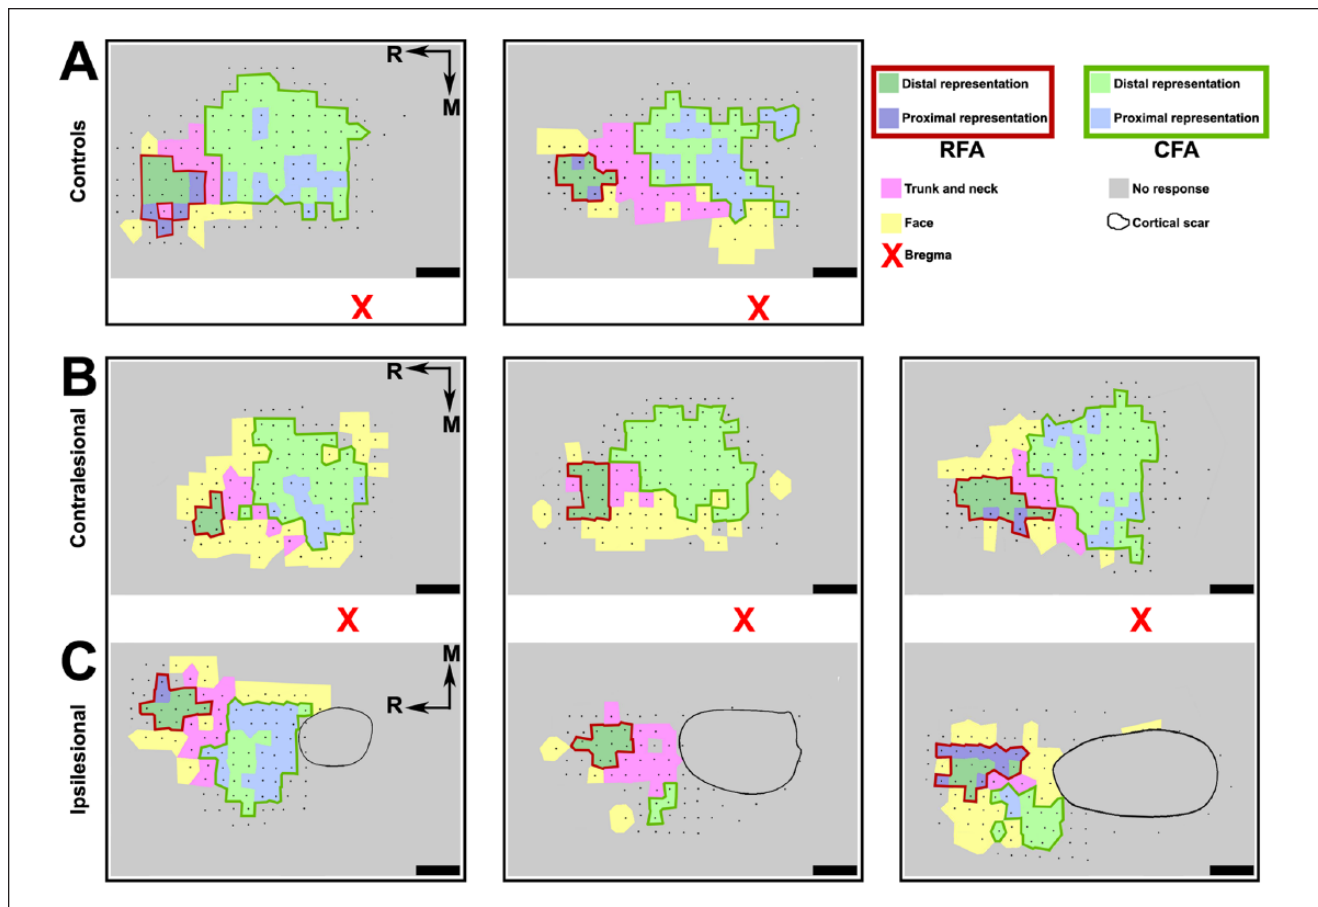 A
Controls
R
M
X
X
Distal representation
Proximal representation
RFA
Distal representation
Proximal representation
CFA
Trunk and neck
No response
Face
Cortical scar
X Bregma
B
Contralesional
R
M
X
X
X
C
Ipsilesional
M
R